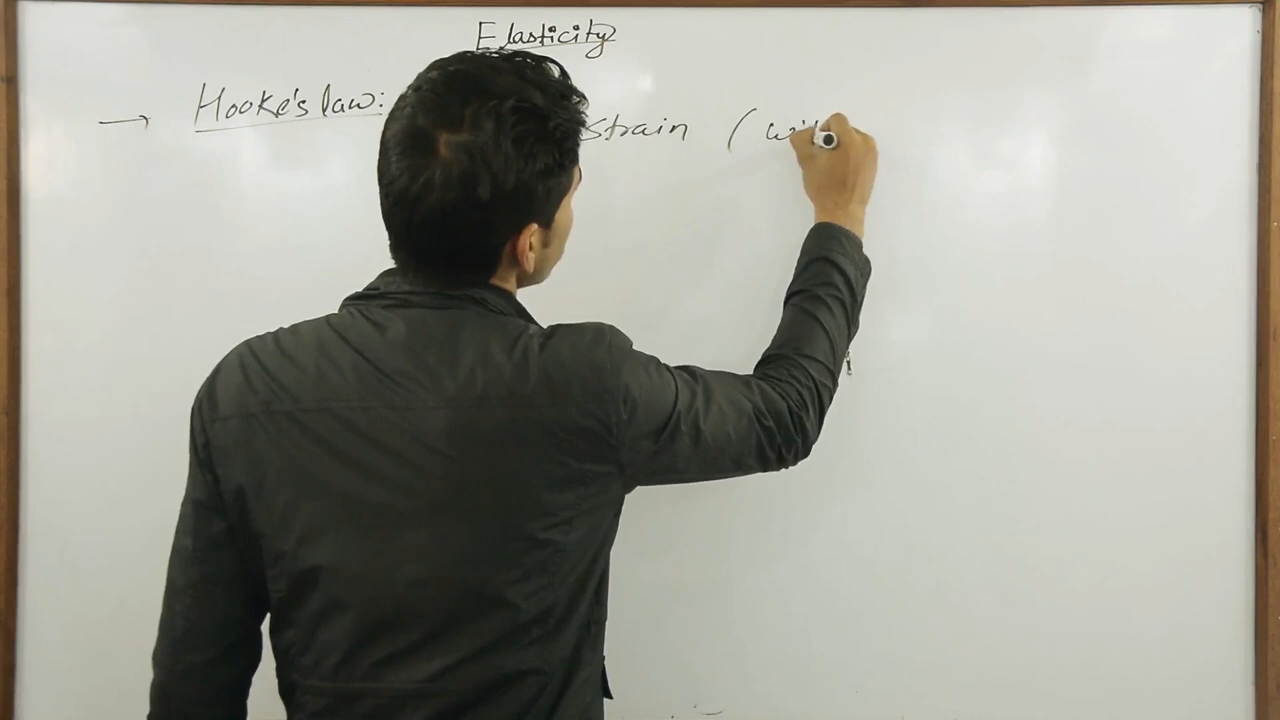 Elasticity
→ Hooke's law: strain (